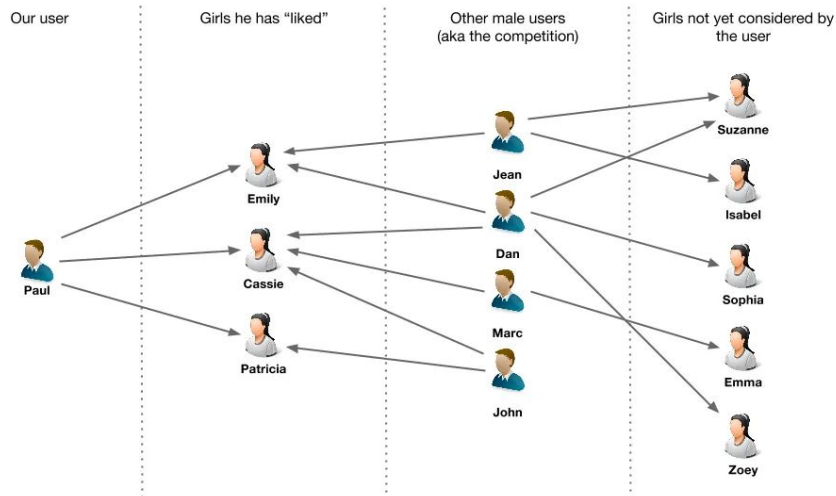 Our user
Girls he has “liked”
Other male users
(aka the competition)
Girls not yet considered by
the user
Suzanne
Jean
Emily
Isabel
Dan
Paul
Cassie
Sophia
Marc
Patricia
Emma
John
Zoey